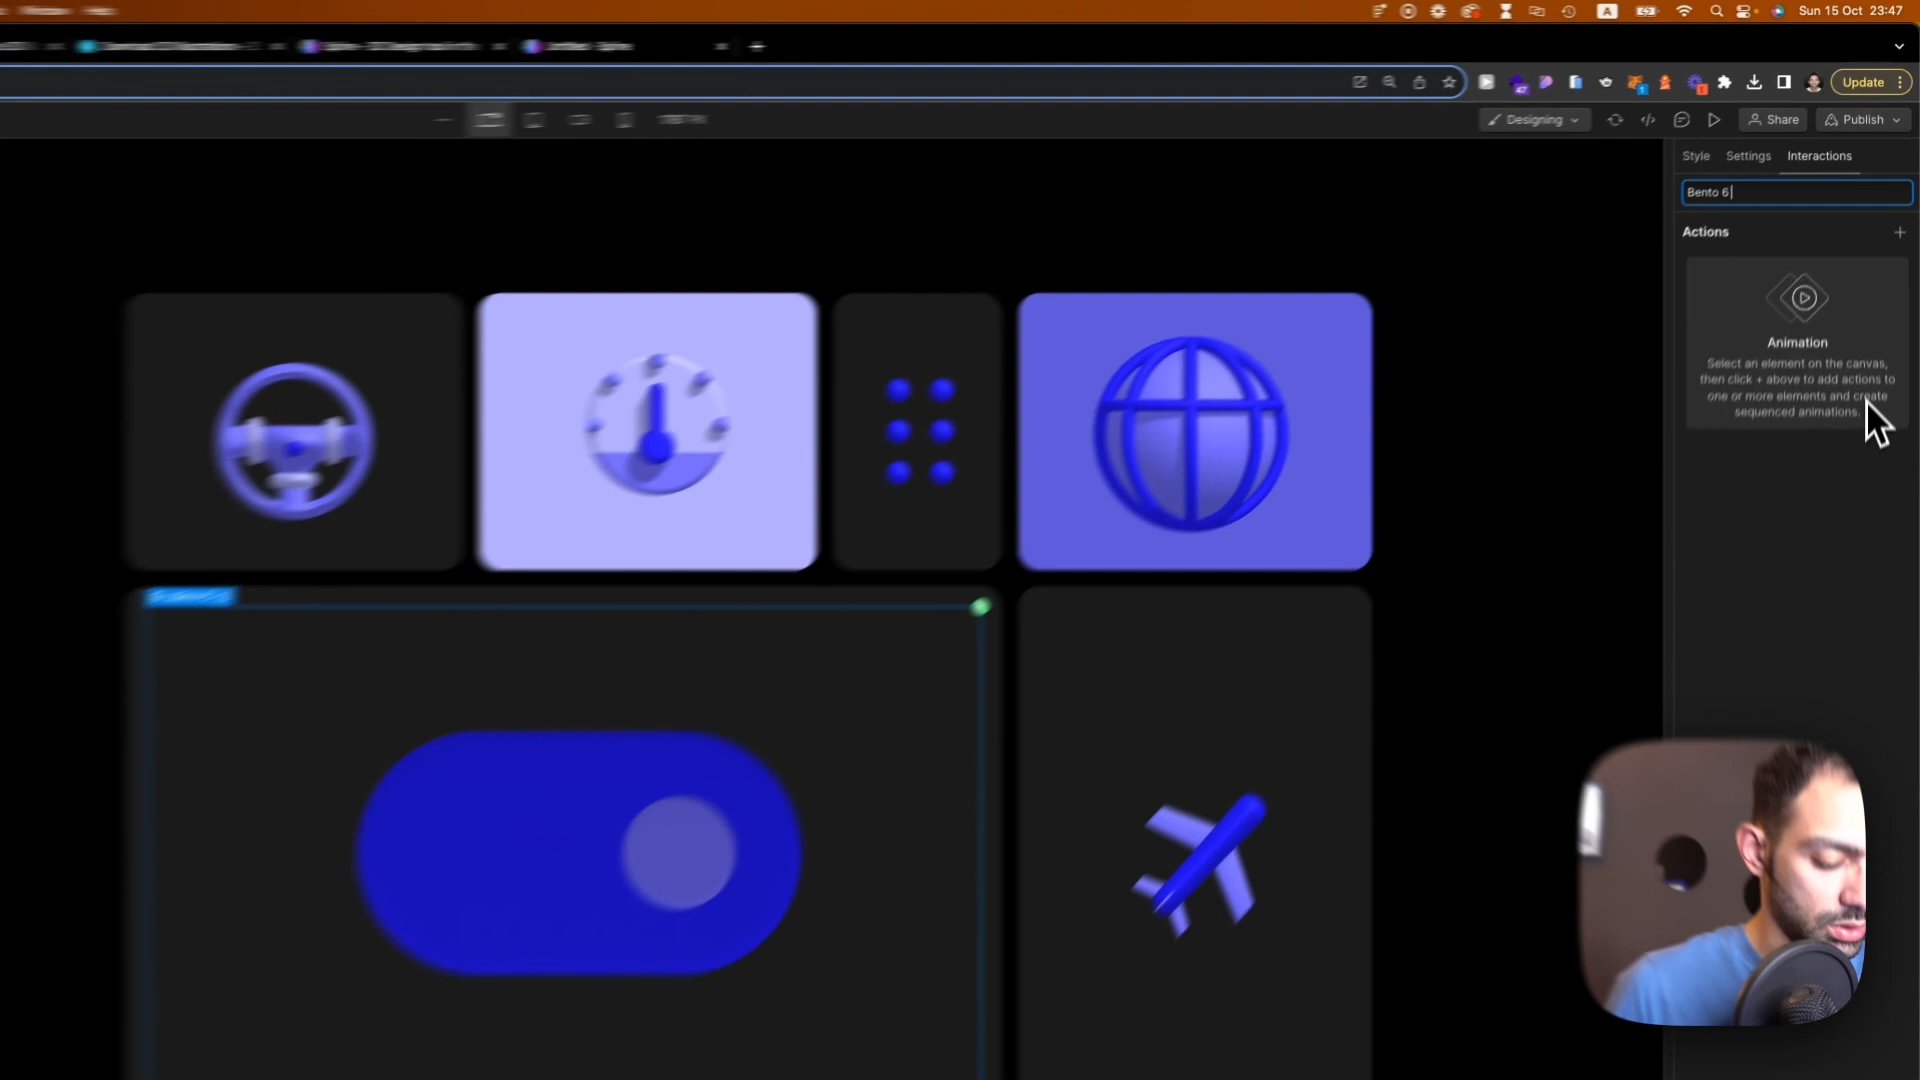 Sun 15 Oct 23:47
Update
Designing
Share
Publish
Style
Settings
Interactions
Bento 6
Actions
Animation
Select an element on the canvas,
then click + above to add actions to
one or more elements and create
sequenced animations.